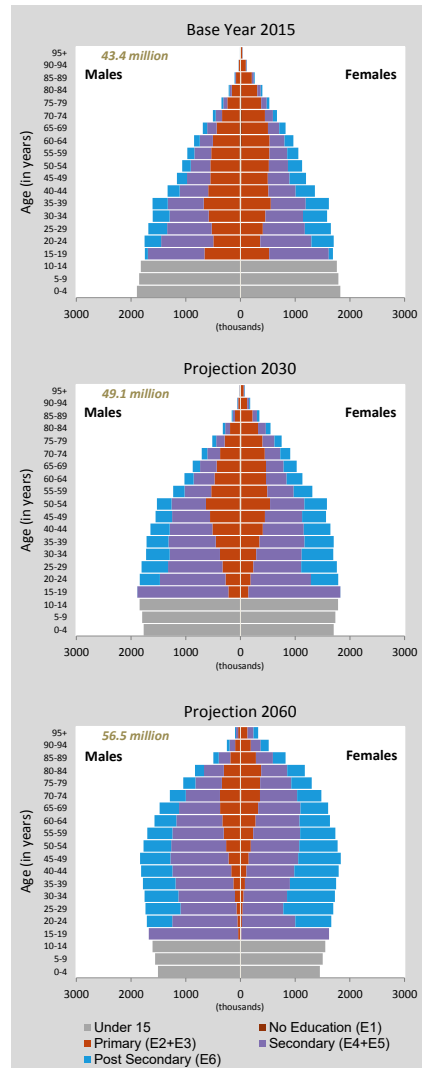 Base Year 2015
43.4 million
Males
Females
Age (in years)
95+
90-94
85-89
80-84
75-79
70-74
65-69
60-64
55-59
50-54
45-49
40-44
35-39
30-34
25-29
20-24
15-19
10-14
5-9
0-4
3000 2000 1000 0 1000 2000 3000
(thousands)
Projection 2030
49.1 million
Males
Females
Age (in years)
95+
90-94
85-89
80-84
75-79
70-74
65-69
60-64
55-59
50-54
45-49
40-44
35-39
30-34
25-29
20-24
15-19
10-14
5-9
0-4
3000 2000 1000 0 1000 2000 3000
(thousands)
Projection 2060
56.5 million
Males
Females
Age (in years)
95+
90-94
85-89
80-84
75-79
70-74
65-69
60-64
55-59
50-54
45-49
40-44
35-39
30-34
25-29
20-24
15-19
10-14
5-9
0-4
3000 2000 1000 0 1000 2000 3000
(thousands)
Under 15 No Education (E1)
Primary (E2+E3) Secondary (E4+E5)
Post Secondary (E6)